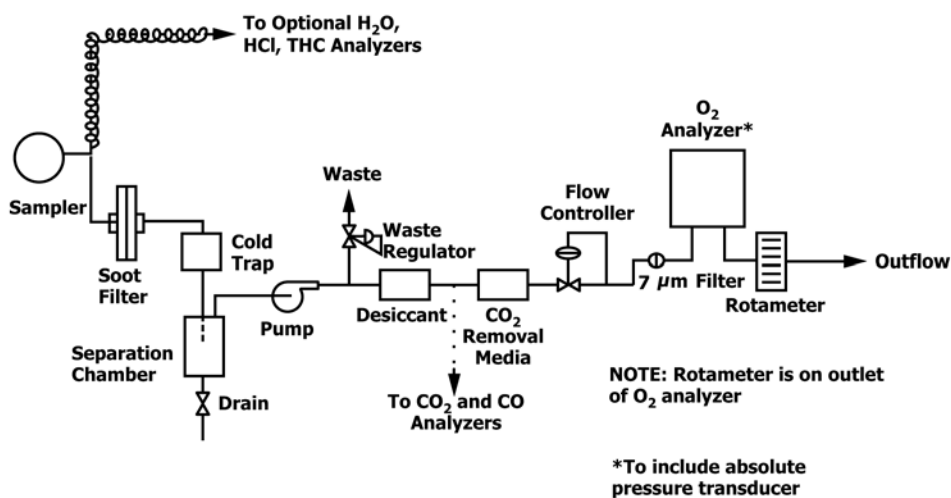 To Optional H₂O,
HCl, THC Analyzers
O₂
Analyzer*
Sampler
Waste
Flow
Controller
Waste
Regulator
Cold
Trap
Soot
Filter
Outflow
7 µm Filter
Rotameter
Pump
Desiccant
CO₂
Removal
Media
Separation
Chamber
Drain
To CO₂ and CO
Analyzers
NOTE: Rotameter is on outlet
of O₂ analyzer
*To include absolute
pressure transducer